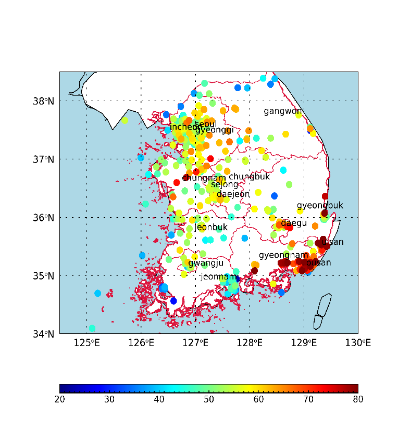 38°N
gangwon
seoul
incheon
gyeonggi
37°N
chungnam
chungbuk
sejong
daejeon
36°N
gyeongbuk
jeonbuk
daegu
ulsan
gyeongnam
gwangju
busan
35°N
jeonnam
34°N
125°E 126°E 127°E 128°E 129°E 130°E
20 30 40 50 60 70 80